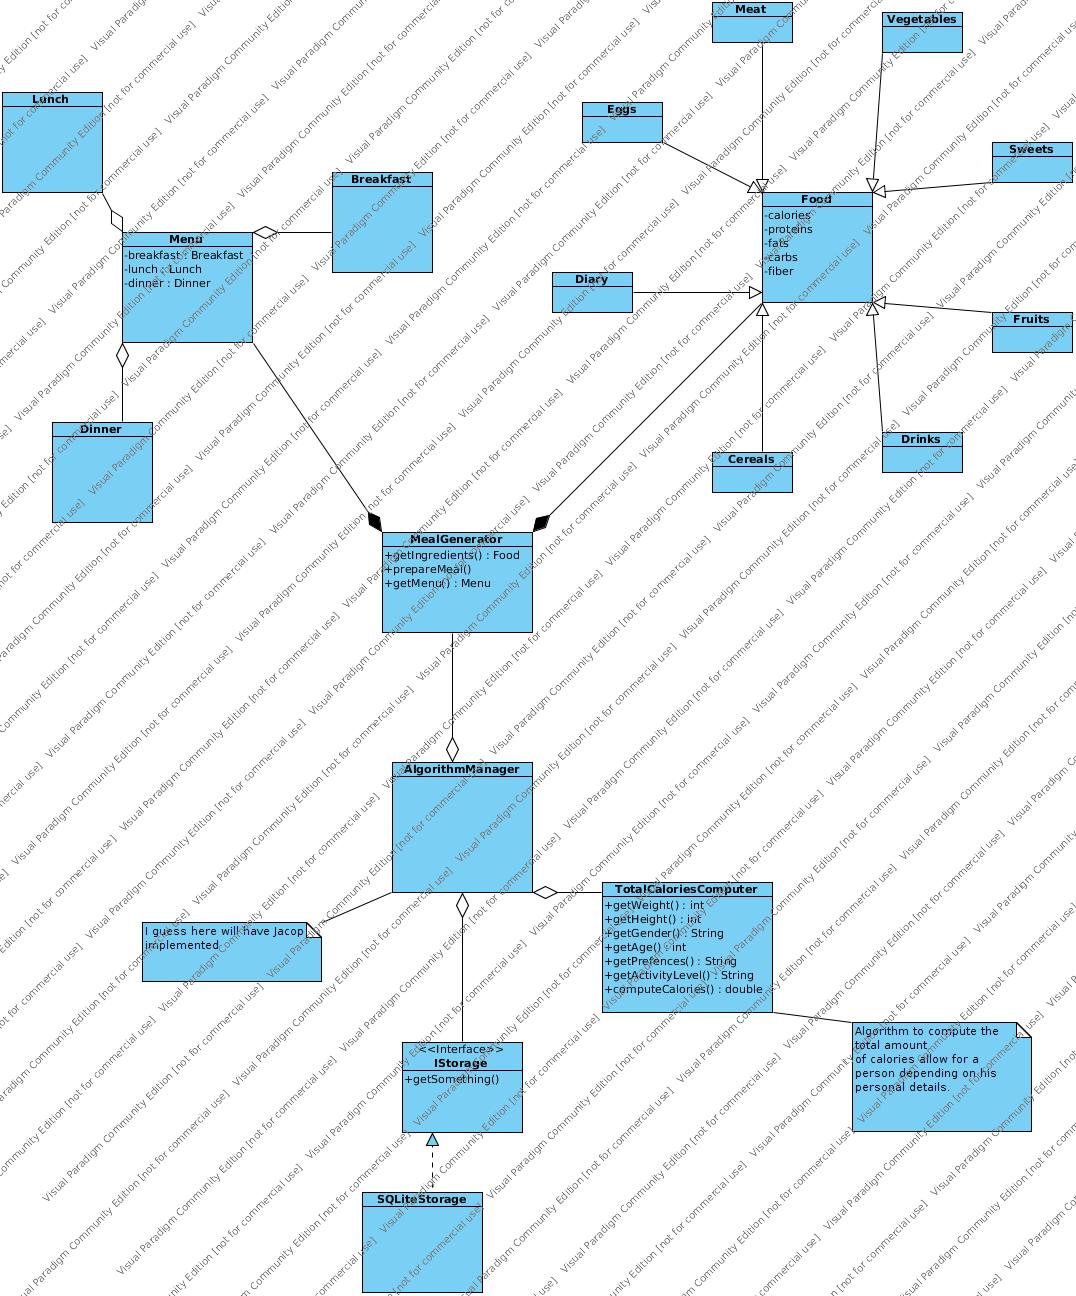 Meat
Vegetables
Lunch
Eggs
Sweets
Breakfast
Food
-calories
-proteins
-fats
-carbs
-fiber
Menu
-breakfast : Breakfast
-lunch : Lunch
-dinner : Dinner
Diary
Fruits
Dinner
Drinks
Cereals
MealGenerator
+getIngredients() : Food
+prepareMeal()
+getMenu() : Menu
AlgorithmManager
TotalCaloriesComputer
+getWeight() : int
+getHeight() : int
+getGender() : String
+getAge() : int
+getPrefences() : String
+getActivityLevel() : String
+computeCalories() : double
I guess here will have Jacop
implemented
Algorithm to compute the
total amount
of calories allow for a
person depending on his
personal details.
<<Interface>>
IStorage
+getSomething()
SQLiteStorage
Visual Paradigm Community Edition [not for commercial use]